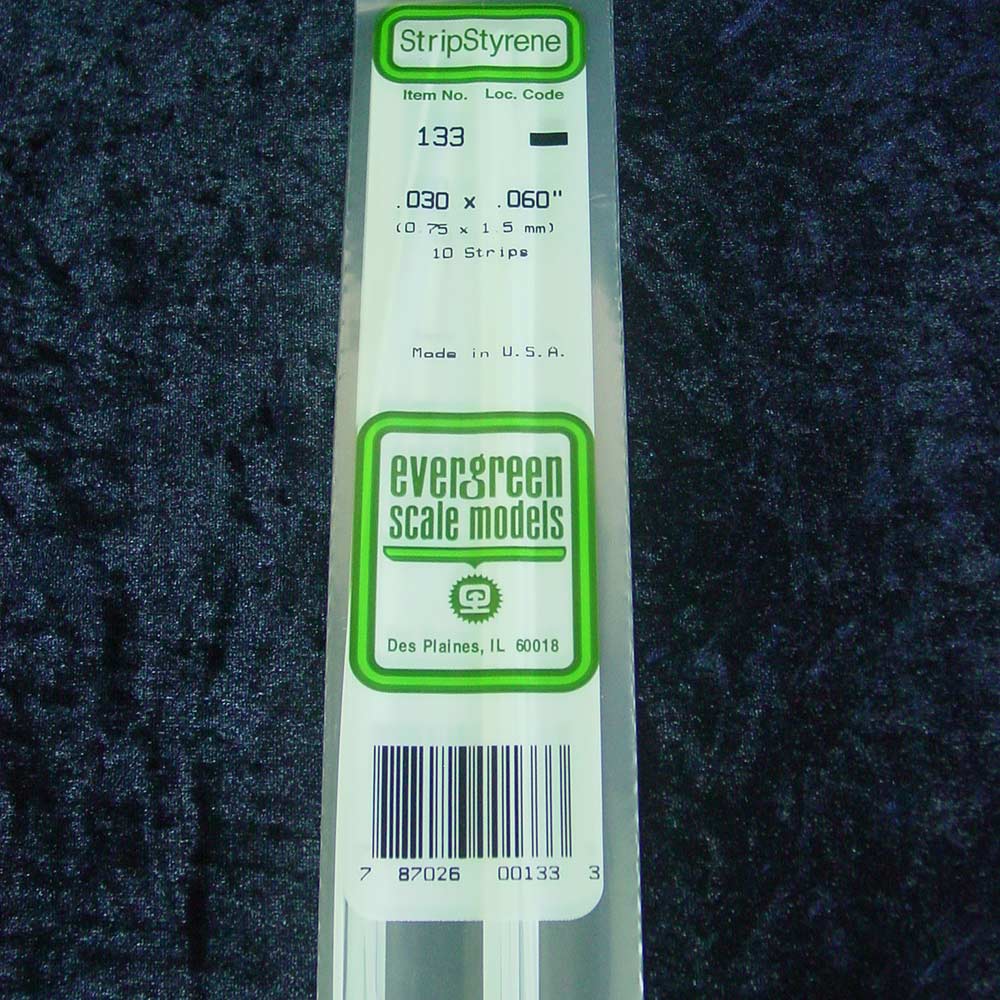 StripStyrene
Item No. Loc. Code
133
.030 x .060"
(0.75 x 1.5 mm)
10 Strips
Made in U.S.A.
evergreen
scale models
Des Plaines, IL 60018
7 87026 00133 3